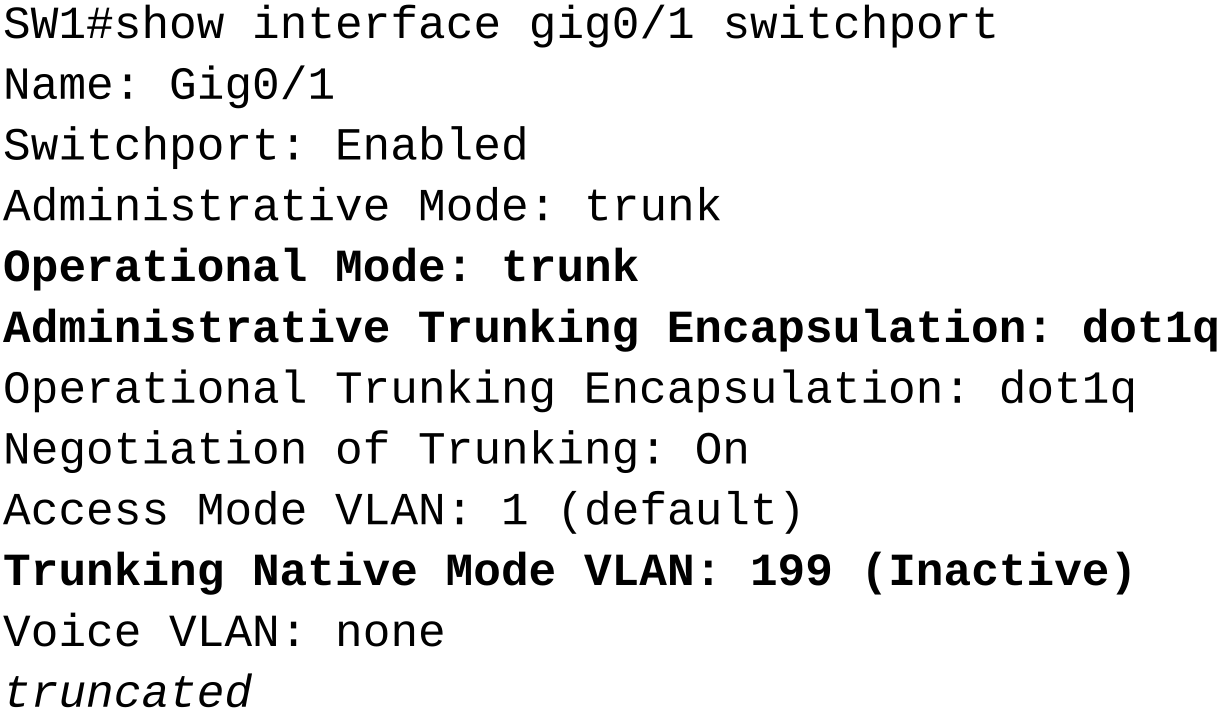 SW1#show interface gig0/1 switchport
Name: Gig0/1
Switchport: Enabled
Administrative Mode: trunk
Operational Mode: trunk
Administrative Trunking Encapsulation: dot1q
Operational Trunking Encapsulation: dot1q
Negotiation of Trunking: On
Access Mode VLAN: 1 (default)
Trunking Native Mode VLAN: 199 (Inactive)
Voice VLAN: none
truncated